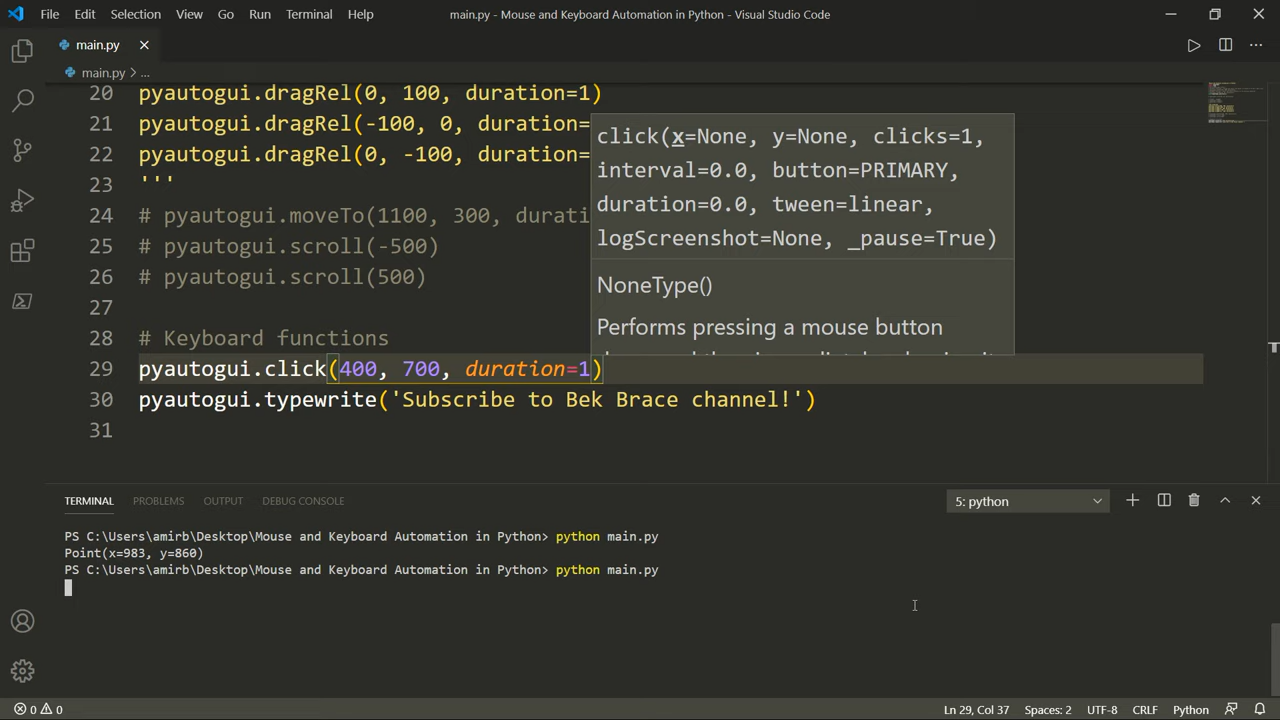 File Edit Selection View Go Run Terminal Help main.py - Mouse and Keyboard Automation in Python - Visual Studio Code
main.py
main.py > ...
20 pyautogui.dragRel(0, 100, duration=1)
21 pyautogui.dragRel(-100, 0, duration=
22 pyautogui.dragRel(0, -100, duration=
23 '''
24 # pyautogui.moveTo(1100, 300, durati
25 # pyautogui.scroll(-500)
26 # pyautogui.scroll(500)
27
28 # Keyboard functions
29 pyautogui.click(400, 700, duration=1)
30 pyautogui.typewrite('Subscribe to Bek Brace channel!')
31
click(x=None, y=None, clicks=1,
interval=0.0, button=PRIMARY,
duration=0.0, tween=linear,
logScreenshot=None, _pause=True)
NoneType()
Performs pressing a mouse button
TERMINAL PROBLEMS OUTPUT DEBUG CONSOLE 5: python
PS C:\Users\amirb\Desktop\Mouse and Keyboard Automation in Python> python main.py
Point(x=983, y=860)
PS C:\Users\amirb\Desktop\Mouse and Keyboard Automation in Python> python main.py
0 0 Ln 29, Col 37 Spaces: 2 UTF-8 CRLF Python